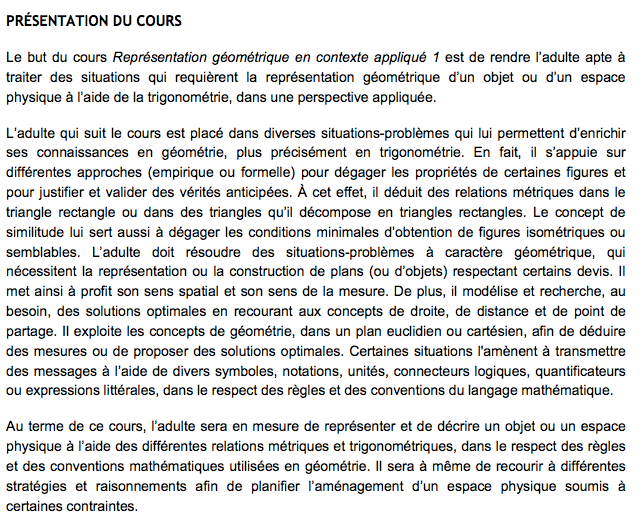 PRÉSENTATION DU COURS
Le but du cours Représentation géométrique en contexte appliqué 1 est de rendre l'adulte apte à
traiter des situations qui requièrent la représentation géométrique d'un objet ou d'un espace
physique à l'aide de la trigonométrie, dans une perspective appliquée.
L'adulte qui suit le cours est placé dans diverses situations-problèmes qui lui permettent d'enrichir
ses connaissances en géométrie, plus précisément en trigonométrie. En fait, il s'appuie sur
différentes approches (empirique ou formelle) pour dégager les propriétés de certaines figures et
pour justifier et valider des vérités anticipées. À cet effet, il déduit des relations métriques dans le
triangle rectangle ou dans des triangles qu'il décompose en triangles rectangles. Le concept de
similitude lui sert aussi à dégager les conditions minimales d'obtention de figures isométriques ou
semblables. L'adulte doit résoudre des situations-problèmes à caractère géométrique, qui
nécessitent la représentation ou la construction de plans (ou d'objets) respectant certains devis. Il
met ainsi à profit son sens spatial et son sens de la mesure. De plus, il modélise et recherche, au
besoin, des solutions optimales en recourant aux concepts de droite, de distance et de point de
partage. Il exploite les concepts de géométrie, dans un plan euclidien ou cartésien, afin de déduire
des mesures ou de proposer des solutions optimales. Certaines situations l'amènent à transmettre
des messages à l'aide de divers symboles, notations, unités, connecteurs logiques, quantificateurs
ou expressions littérales, dans le respect des règles et des conventions du langage mathématique.
Au terme de ce cours, l'adulte sera en mesure de représenter et de décrire un objet ou un espace
physique à l'aide des différentes relations métriques et trigonométriques, dans le respect des règles
et des conventions mathématiques utilisées en géométrie. Il sera à même de recourir à différentes
stratégies et raisonnements afin de planifier l'aménagement d'un espace physique soumis à
certaines contraintes.